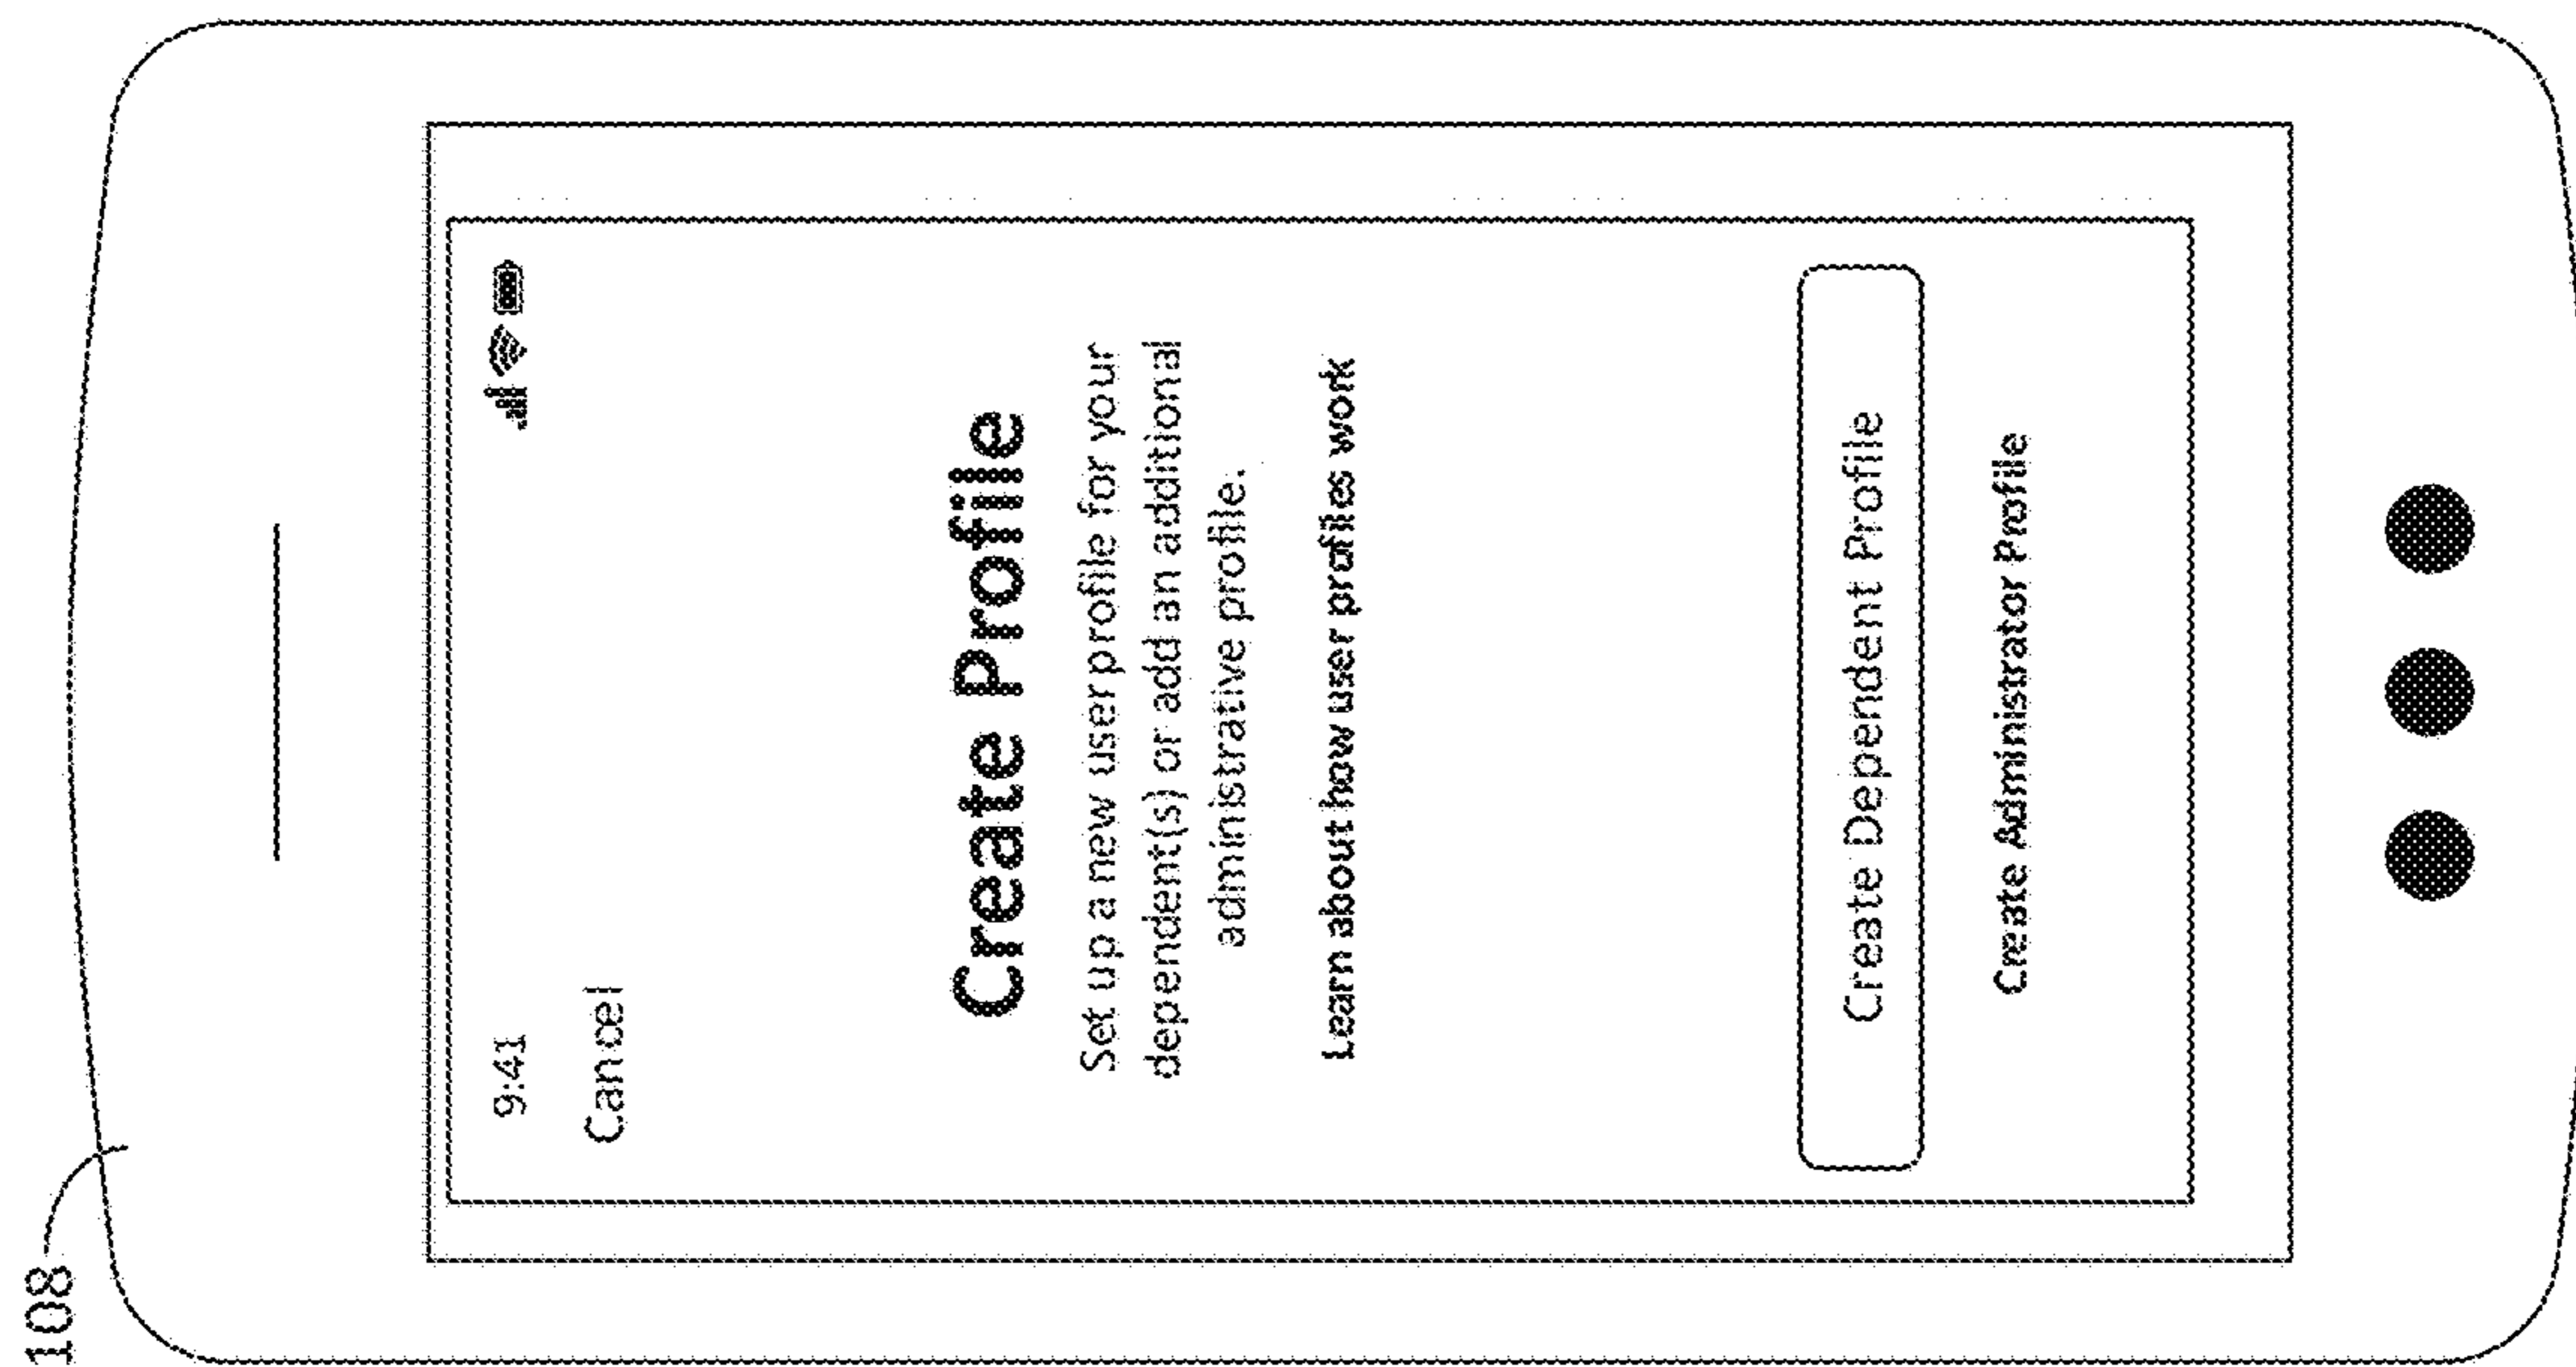 108
9:41
Cancel
Create Profile
Set up a new user profile for your
dependent(s) or add an additional
administrative profile.
Learn about how user profiles work
Create Dependent Profile
Create Administrator Profile